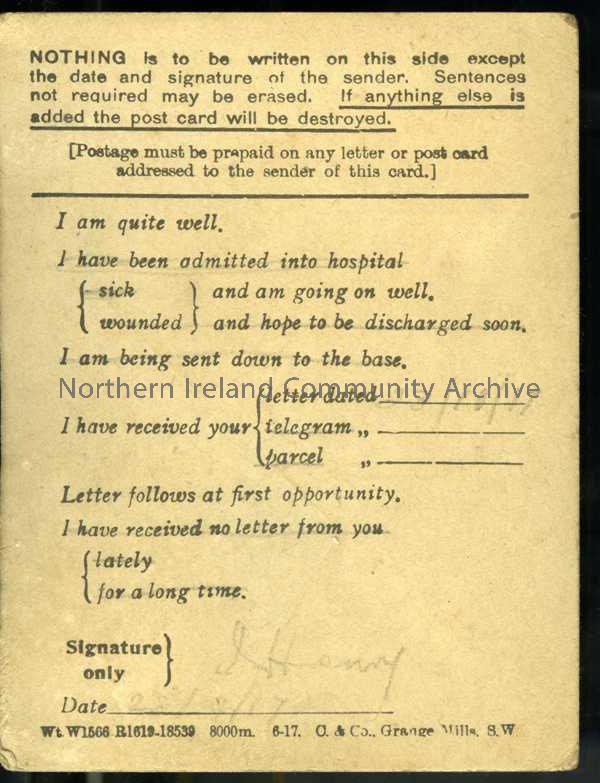 NOTHING is to be written on this side except
the date and signature of the sender. Sentences
not required may be erased. If anything else is
added the post card will be destroyed.
[Postage must be prepaid on any letter or post card
addressed to the sender of this card.]
I am quite well.
I have been admitted into hospital
sick
and am going on well.
wounded
and hope to be discharged soon.
I am being sent down to the base.
Northern Ireland Community Archive
letter dated
I have received your
telegram „
parcel „
Letter follows at first opportunity.
I have received no letter from you
lately
for a long time.
Signature
only
Date
Wt. W1566 R1619-18539 8000m. 6-17. C. & Co., Grange Mills, S.W